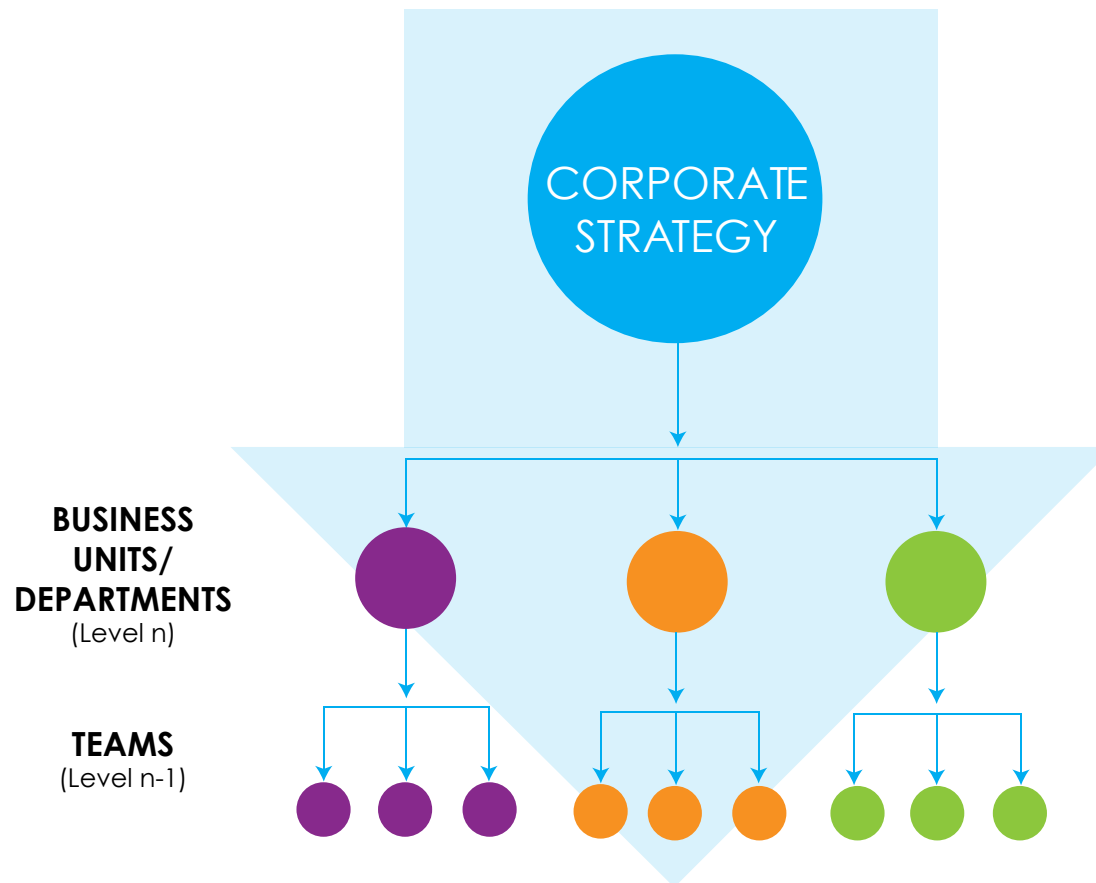 CORPORATE
STRATEGY
BUSINESS
UNITS/
DEPARTMENTS
(Level n)
TEAMS
(Level n-1)